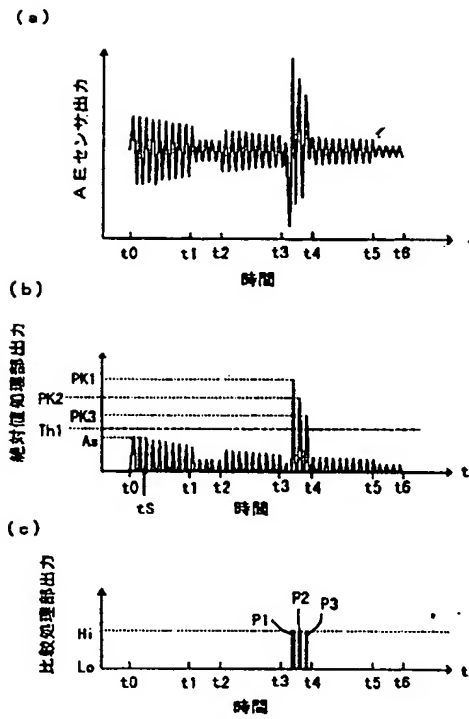 (a)
AEセンサ出力
t0 t1 t2 t3 t4 t5 t6
時間
(b)
絶対値処理部出力
PK1
PK2
PK3
Th1
As
t0 t1 t2 t3 t4 t5 t6 t
tS
時間
(c)
比較処理部出力
P1 P2 P3
Hi
Lo
t0 t1 t2 t3 t4 t5 t6 t
時間